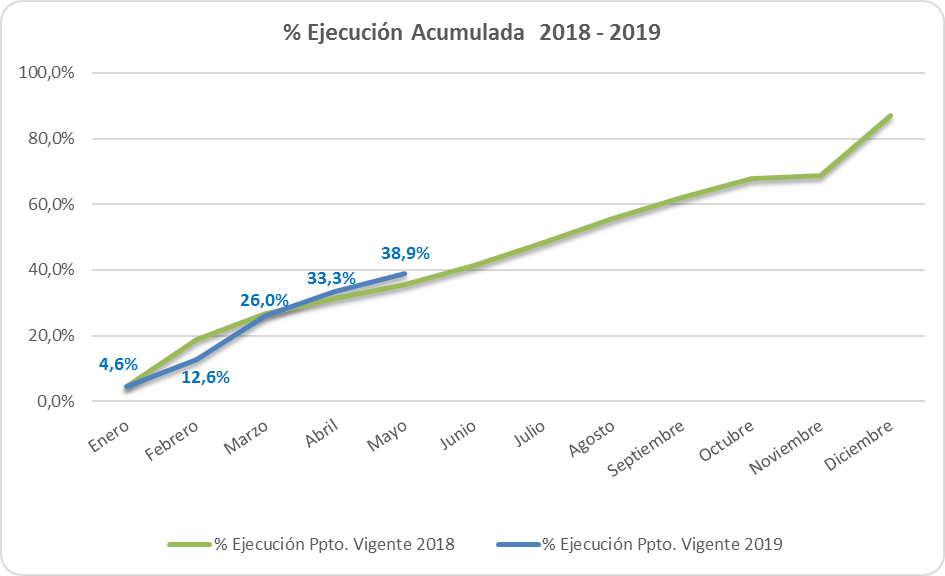 % Ejecución Acumulada 2018 - 2019
100,0%
80,0%
60,0%
40,0%
20,0%
0,0%
4,6%
12,6%
26,0%
33,3%
38,9%
Enero
Febrero
Marzo
Abril
Mayo
Junio
Julio
Agosto
Septiembre
Octubre
Noviembre
Diciembre
% Ejecución Ppto. Vigente 2018
% Ejecución Ppto. Vigente 2019